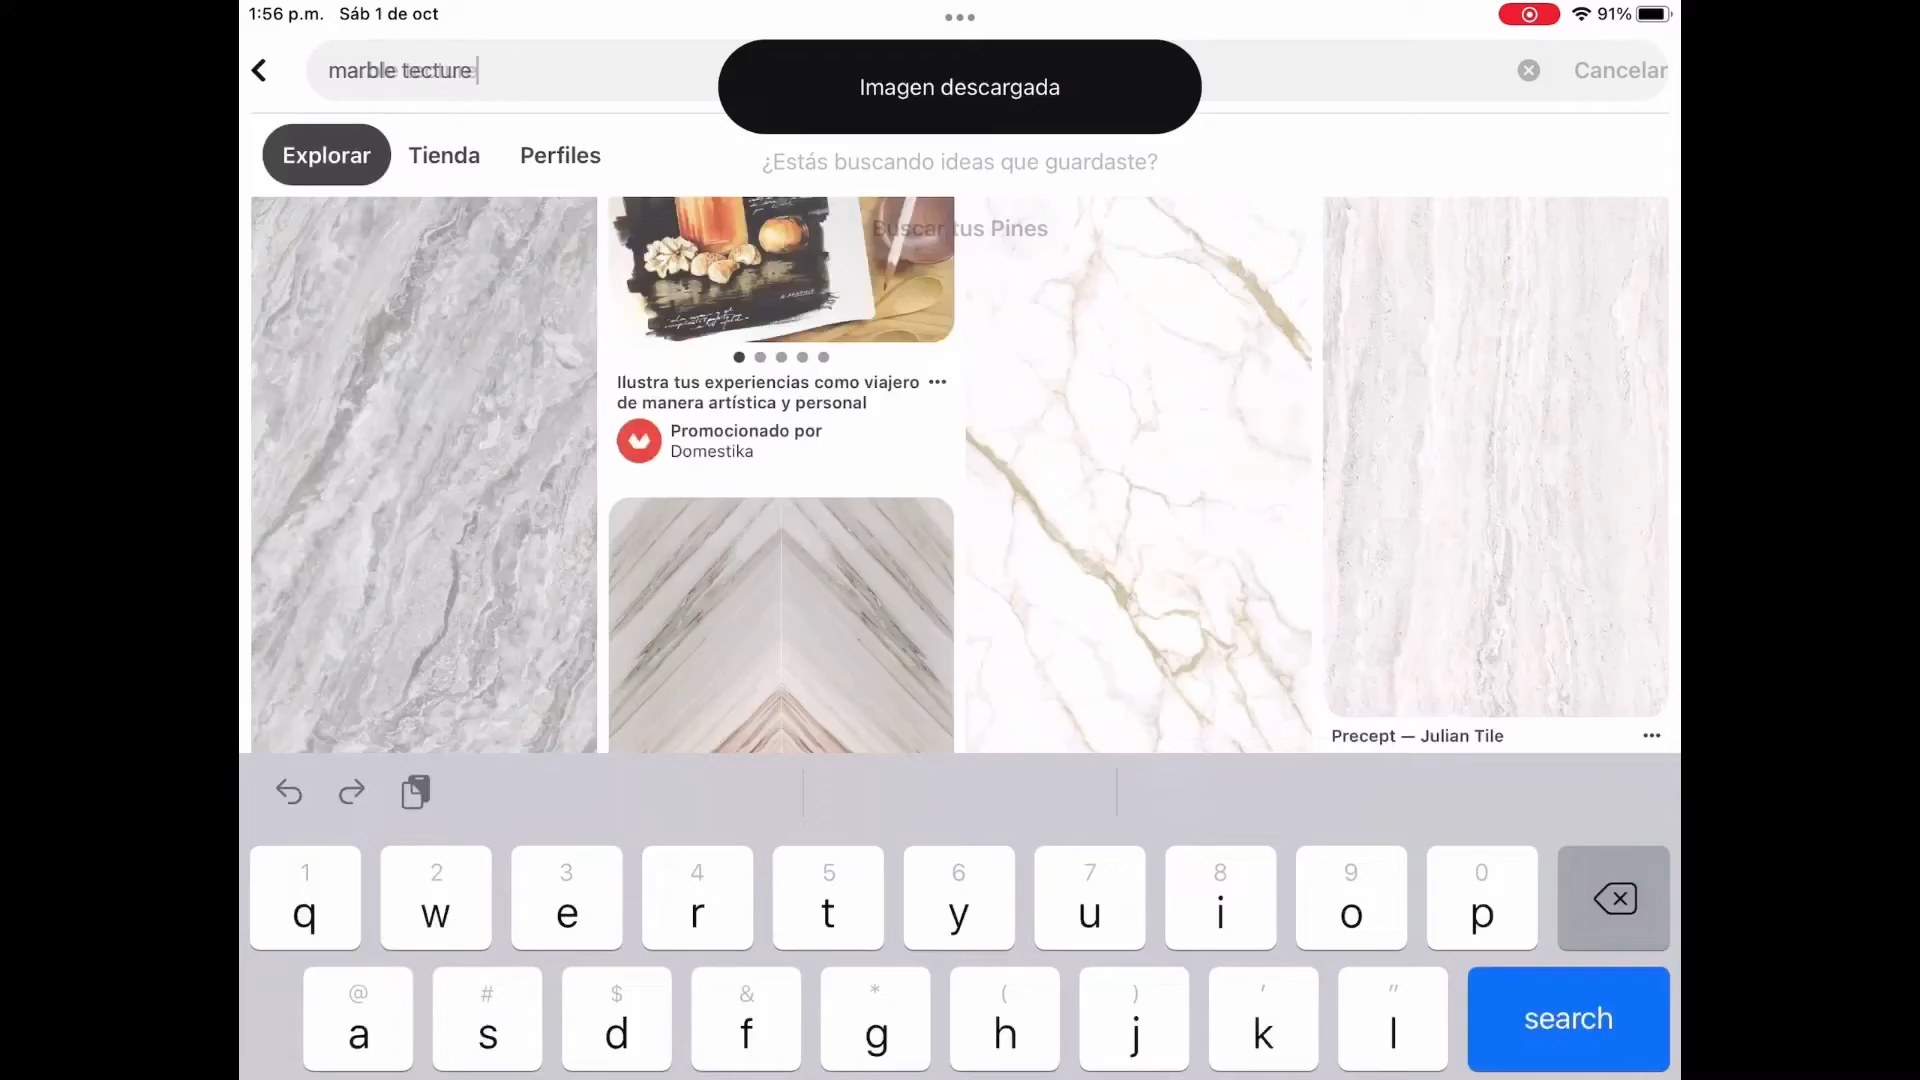 1:56 p.m. Sáb 1 de oct
91%
marble tecture
Cancelar
Imagen descargada
Explorar
Tienda
Perfiles
¿Estás buscando ideas que guardaste?
Buscar tus Pines
Ilustra tus experiencias como viajero
de manera artística y personal
Promocionado por
Domestika
Precept — Julian Tile
1 2 3 4 5 6 7 8 9 0
q w e r t y u i o p
@ # $ & * ( ) ' "
a s d f g h j k l
search